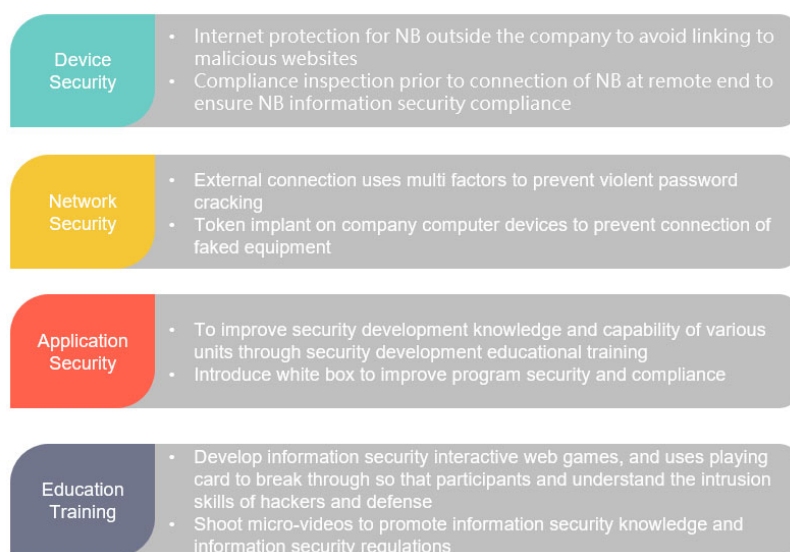 Device
Security
• Internet protection for NB outside the company to avoid linking to
malicious websites
• Compliance inspection prior to connection of NB at remote end to
ensure NB information security compliance
Network
Security
• External connection uses multi factors to prevent violent password
cracking
• Token implant on company computer devices to prevent connection of
faked equipment
Application
Security
• To improve security development knowledge and capability of various
units through security development educational training
• Introduce white box to improve program security and compliance
Education
Training
• Develop information security interactive web games, and uses playing
card to break through so that participants and understand the intrusion
skills of hackers and defense
• Shoot micro-videos to promote information security knowledge and
information security regulations